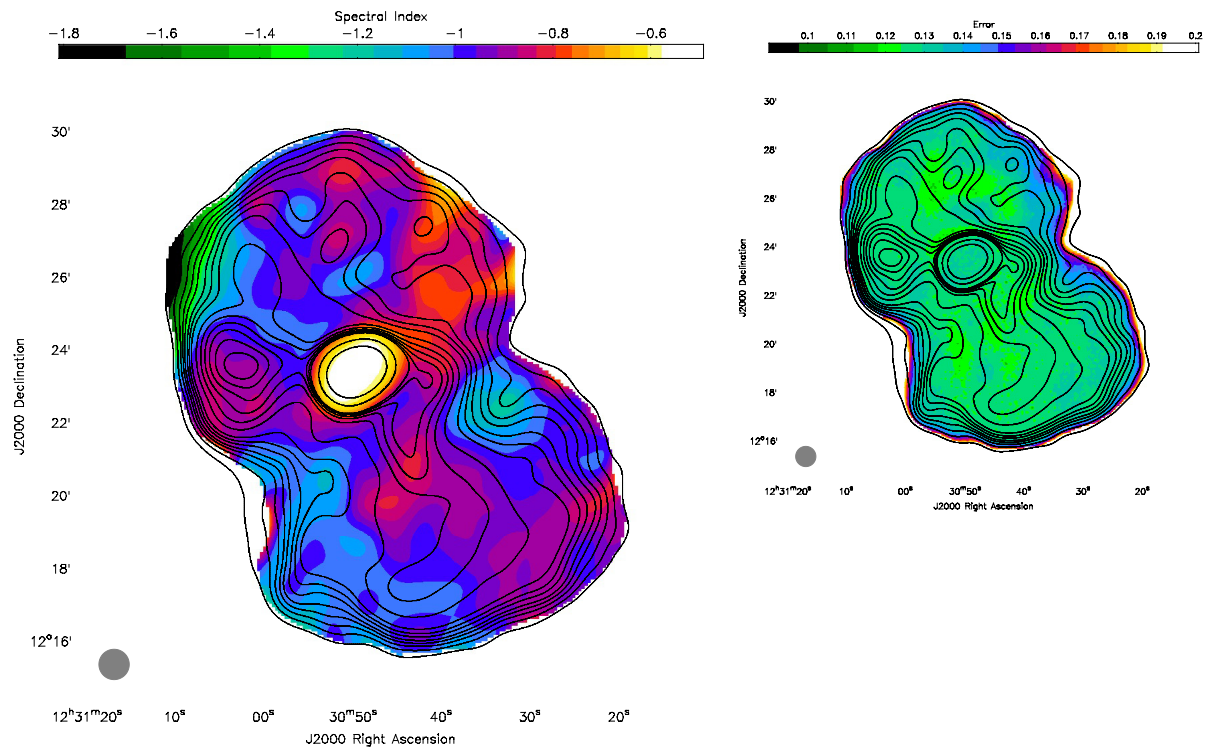 Spectral Index
−1.8 −1.6 −1.4 −1.2 −1 −0.8 −0.6
30'
28'
26'
24'
22'
20'
18'
12°16'
J2000 Declination
12ʰ31ᵐ20ˢ 10ˢ 00ˢ 30ᵐ50ˢ 40ˢ 30ˢ 20ˢ
J2000 Right Ascension
Error
0.1 0.11 0.12 0.13 0.14 0.15 0.16 0.17 0.18 0.19 0.2
30'
28'
26'
24'
22'
20'
18'
12°16'
J2000 Declination
12ʰ31ᵐ20ˢ 10ˢ 00ˢ 30ᵐ50ˢ 40ˢ 30ˢ 20ˢ
J2000 Right Ascension